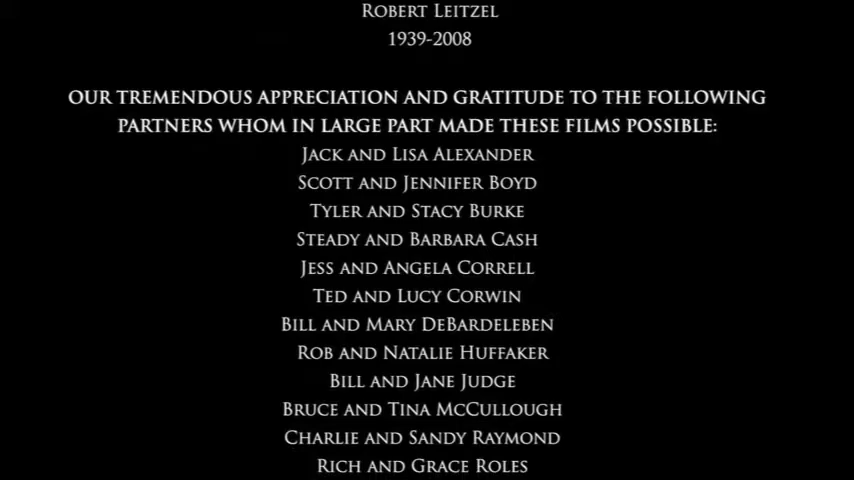 Robert Leitzel
1939-2008
OUR TREMENDOUS APPRECIATION AND GRATITUDE TO THE FOLLOWING
PARTNERS WHOM IN LARGE PART MADE THESE FILMS POSSIBLE:
Jack and Lisa Alexander
Scott and Jennifer Boyd
Tyler and Stacy Burke
Steady and Barbara Cash
Jess and Angela Correll
Ted and Lucy Corwin
Bill and Mary DeBardeleben
Rob and Natalie Huffaker
Bill and Jane Judge
Bruce and Tina McCullough
Charlie and Sandy Raymond
Rich and Grace Roles